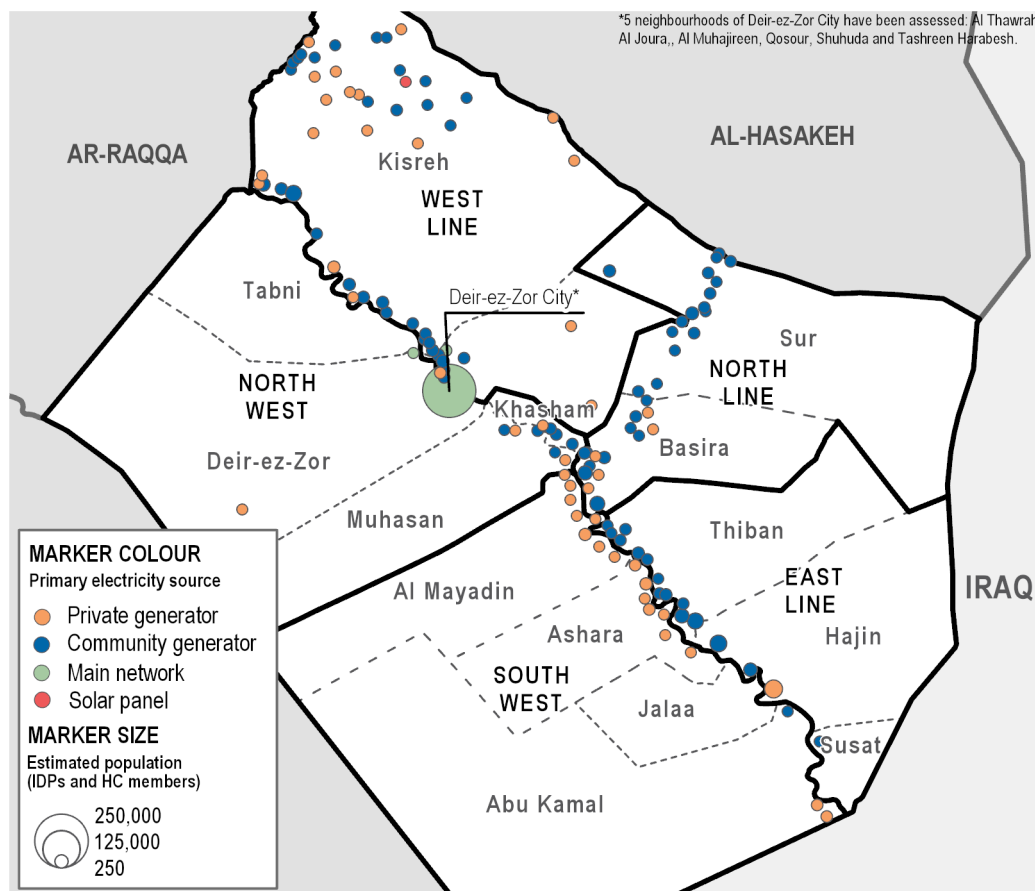 *5 neighbourhoods of Deir-ez-Zor City have been assessed: Al Thawrah
Al Joura,, Al Muhajireen, Qosour, Shuhuda and Tashreen Harabesh.
AR-RAQQA
AL-HASAKEH
Kisreh
WEST
LINE
Tabni
Deir-ez-Zor City*
Sur
NORTH
WEST
NORTH
LINE
Khasham
Deir-ez-Zor
Basira
Muhasan
Thiban
Al Mayadin
EAST
LINE
IRAQ
Ashara
Hajin
SOUTH
WEST
Jalaa
Susat
Abu Kamal
MARKER COLOUR
Primary electricity source
Private generator
Community generator
Main network
Solar panel
MARKER SIZE
Estimated population
(IDPs and HC members)
250,000
125,000
250